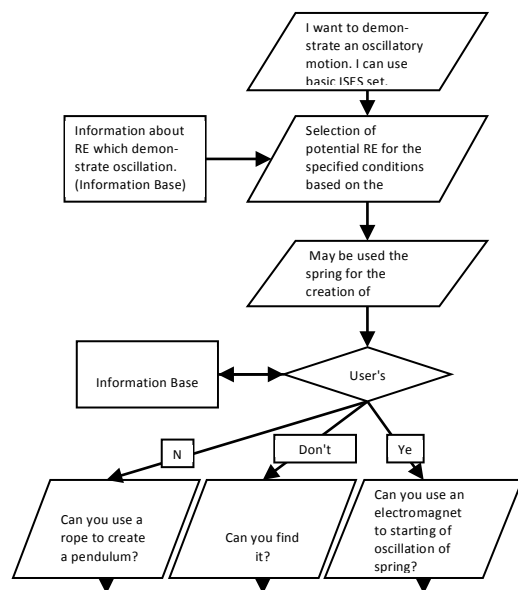 I want to demon-
strate an oscillatory
motion. I can use
basic ISES set.
Information about
RE which demon-
strate oscillation.
(Information Base)
Selection of
potential RE for the
specified conditions
based on the
May be used the
spring for the
creation of
Information Base
User's
N
Don't
Ye
Can you use a
rope to create
a pendulum?
Can you find
it?
Can you use an
electromagnet
to starting of
oscillation of
spring?